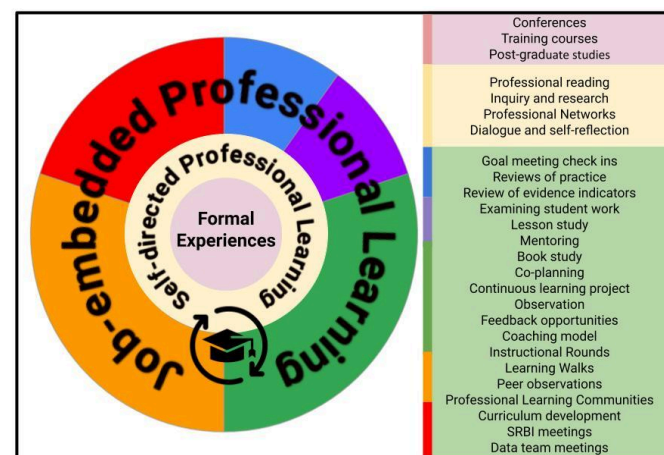 Job-embedded Professional Learning
Self-directed Professional Learning
Formal
Experiences
Conferences
Training courses
Post-graduate studies
Professional reading
Inquiry and research
Professional Networks
Dialogue and self-reflection
Goal meeting check ins
Reviews of practice
Review of evidence indicators
Examining student work
Lesson study
Mentoring
Book study
Co-planning
Continuous learning project
Observation
Feedback opportunities
Coaching model
Instructional Rounds
Learning Walks
Peer observations
Professional Learning Communities
Curriculum development
SRBI meetings
Data team meetings